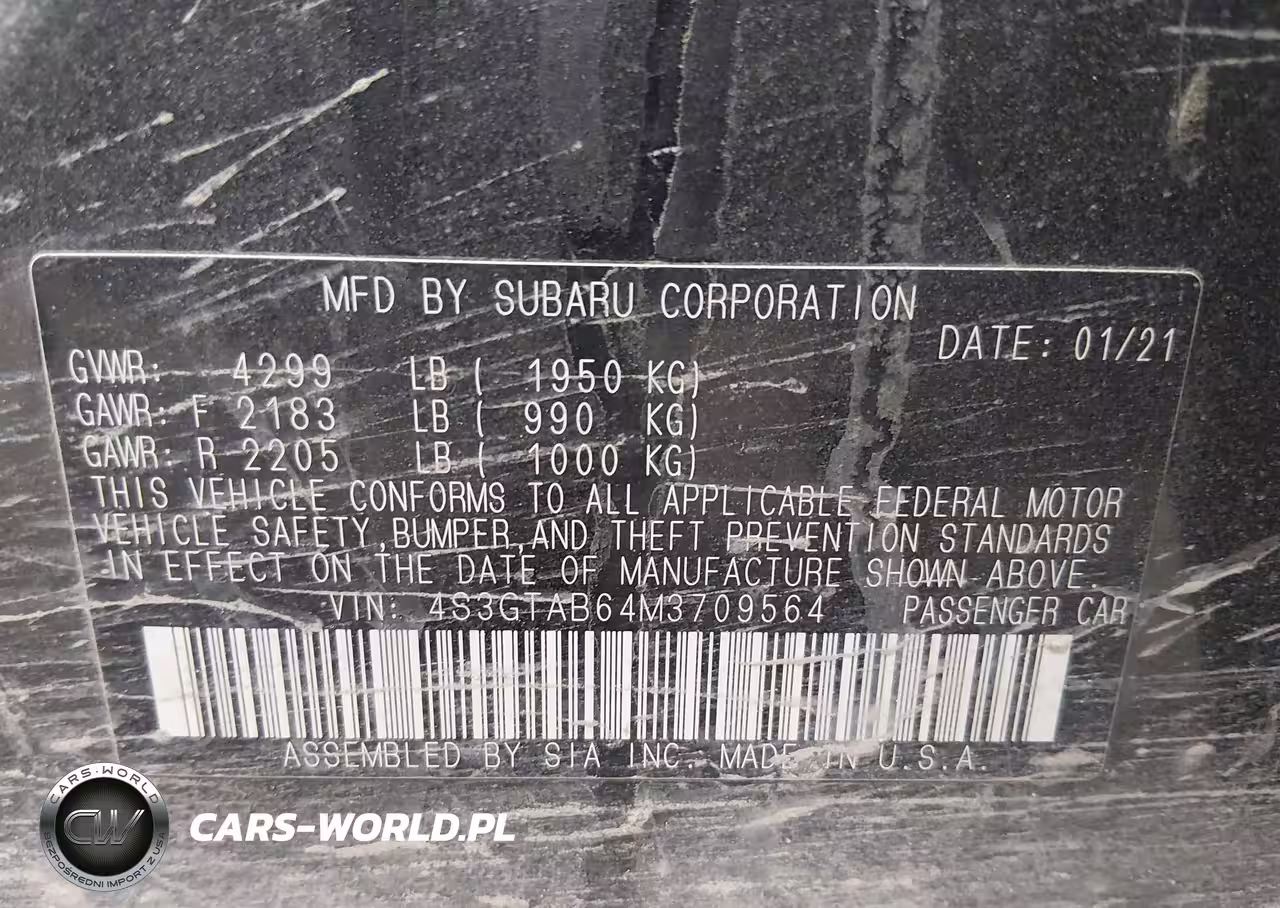 MFD BY SUBARU CORPORATION
DATE: 01/21
GVWR: 4299 LB ( 1950 KG)
GAWR: F 2183 LB ( 990 KG)
GAWR: R 2205 LB ( 1000 KG)
THIS VEHICLE CONFORMS TO ALL APPLICABLE FEDERAL MOTOR
VEHICLE SAFETY, BUMPER, AND THEFT PREVENTION STANDARDS
IN EFFECT ON THE DATE OF MANUFACTURE SHOWN ABOVE.
VIN: 4S3GTAB64M3709564 PASSENGER CAR
ASSEMBLED BY SIA INC. MADE IN U.S.A.
CARS-WORLD
CW
BEZPOŚREDNI IMPORT Z USA
CARS-WORLD.PL